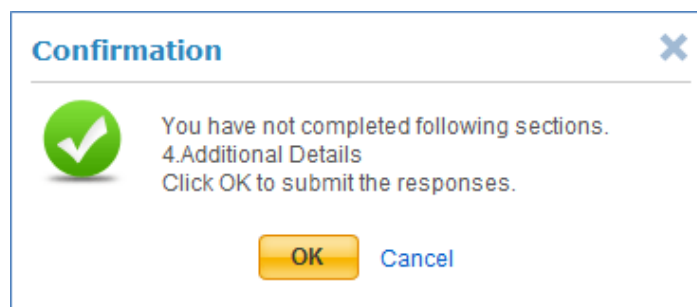 Confirmation
You have not completed following sections.
4.Additional Details
Click OK to submit the responses.
OK Cancel